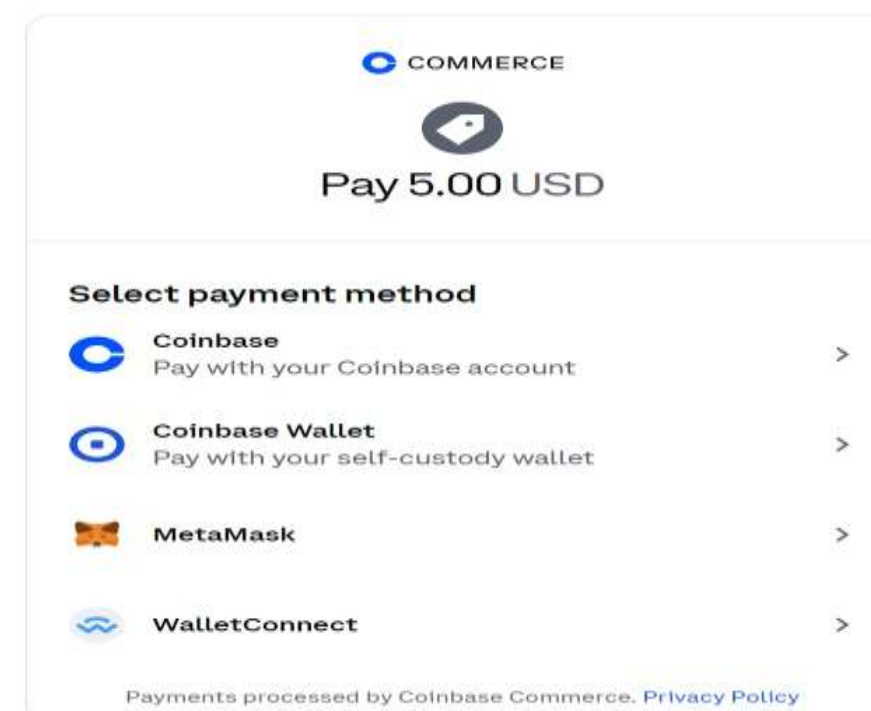 COMMERCE
Pay 5.00 USD
Select payment method
Coinbase
Pay with your Coinbase account
Coinbase Wallet
Pay with your self-custody wallet
MetaMask
WalletConnect
Payments processed by Coinbase Commerce. Privacy Policy